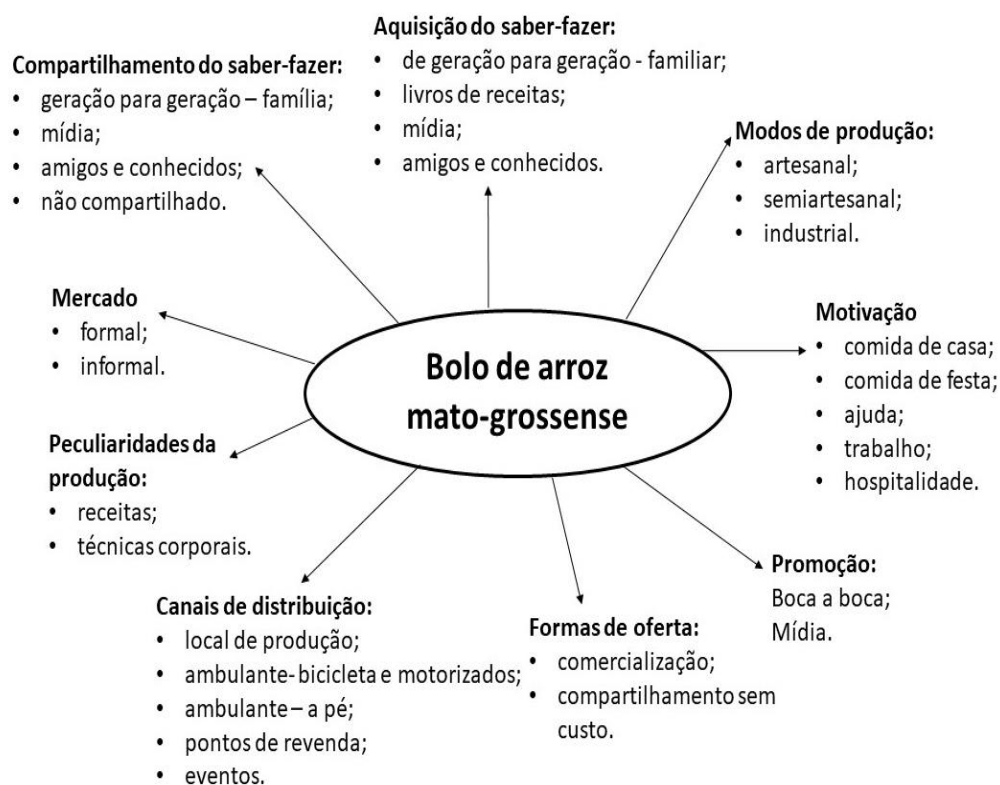 Aquisição do saber-fazer:
• de geração para geração - familiar;
• livros de receitas;
• mídia;
• amigos e conhecidos.
Compartilhamento do saber-fazer:
• geração para geração – família;
• mídia;
• amigos e conhecidos;
• não compartilhado.
Modos de produção:
• artesanal;
• semiartesanal;
• industrial.
Mercado
• formal;
• informal.
Motivação
• comida de casa;
• comida de festa;
• ajuda;
• trabalho;
• hospitalidade.
Bolo de arroz
mato-grossense
Peculiaridades da
produção:
• receitas;
• técnicas corporais.
Promoção:
Boca a boca;
Mídia.
Canais de distribuição:
• local de produção;
• ambulante- bicicleta e motorizados;
• ambulante – a pé;
• pontos de revenda;
• eventos.
Formas de oferta:
• comercialização;
• compartilhamento sem
custo.